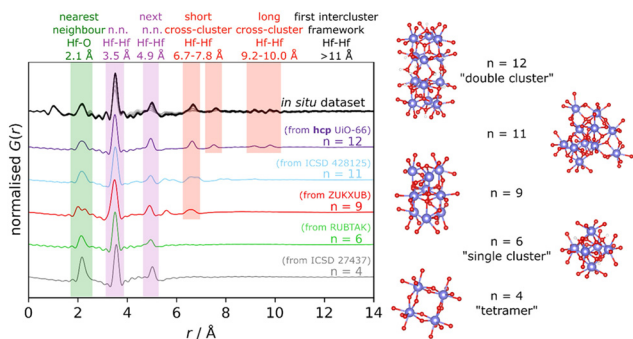 nearest
neighbour
Hf-O
2.1 Å
n.n.
Hf-Hf
3.5 Å
next
n.n.
Hf-Hf
4.9 Å
short
cross-cluster
Hf-Hf
6.7-7.8 Å
long
cross-cluster
Hf-Hf
9.2-10.0 Å
first intercluster
framework
Hf-Hf
>11 Å
in situ dataset
(from hcp UiO-66)
n = 12
(from ICSD 428125)
n = 11
(from ZUKXUB)
n = 9
(from RUBTAK)
n = 6
(from ICSD 27437)
n = 4
normalised G(r)
0 2 4 6 8 10 12 14
r / Å
n = 12
"double cluster"
n = 11
n = 9
n = 6
"single cluster"
n = 4
"tetramer"